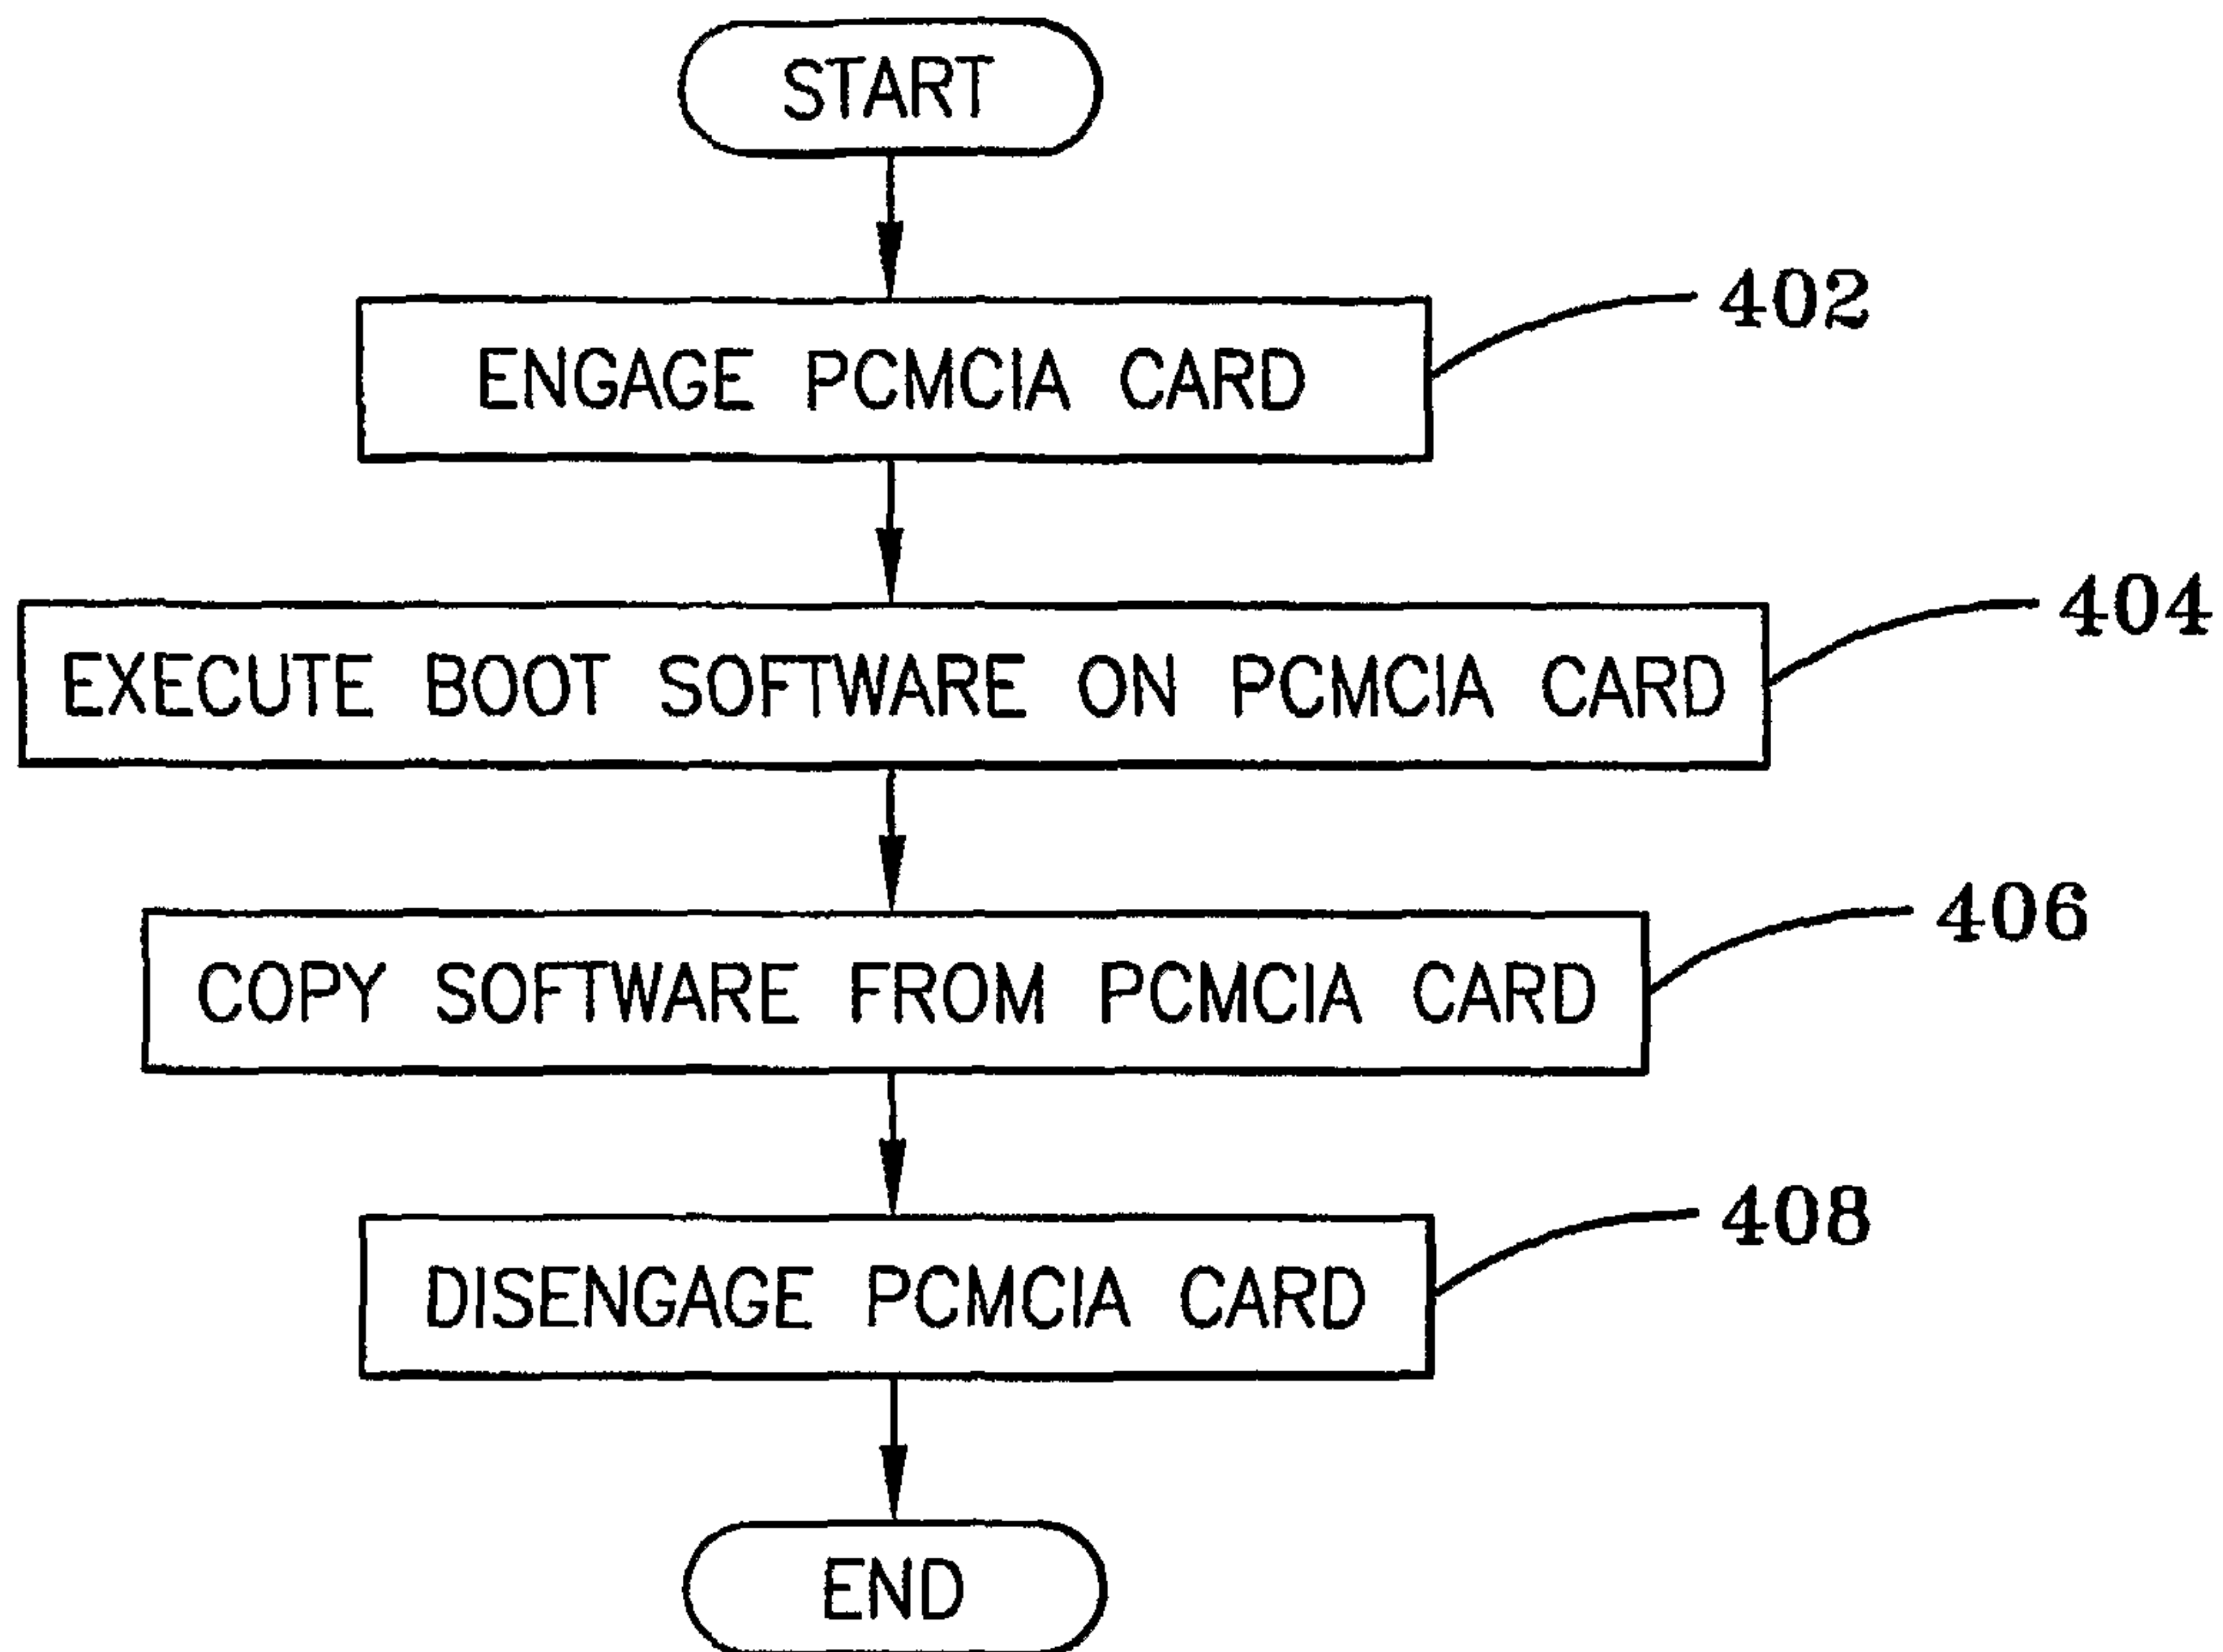 START
402
ENGAGE PCMCIA CARD
404
EXECUTE BOOT SOFTWARE ON PCMCIA CARD
406
COPY SOFTWARE FROM PCMCIA CARD
408
DISENGAGE PCMCIA CARD
END